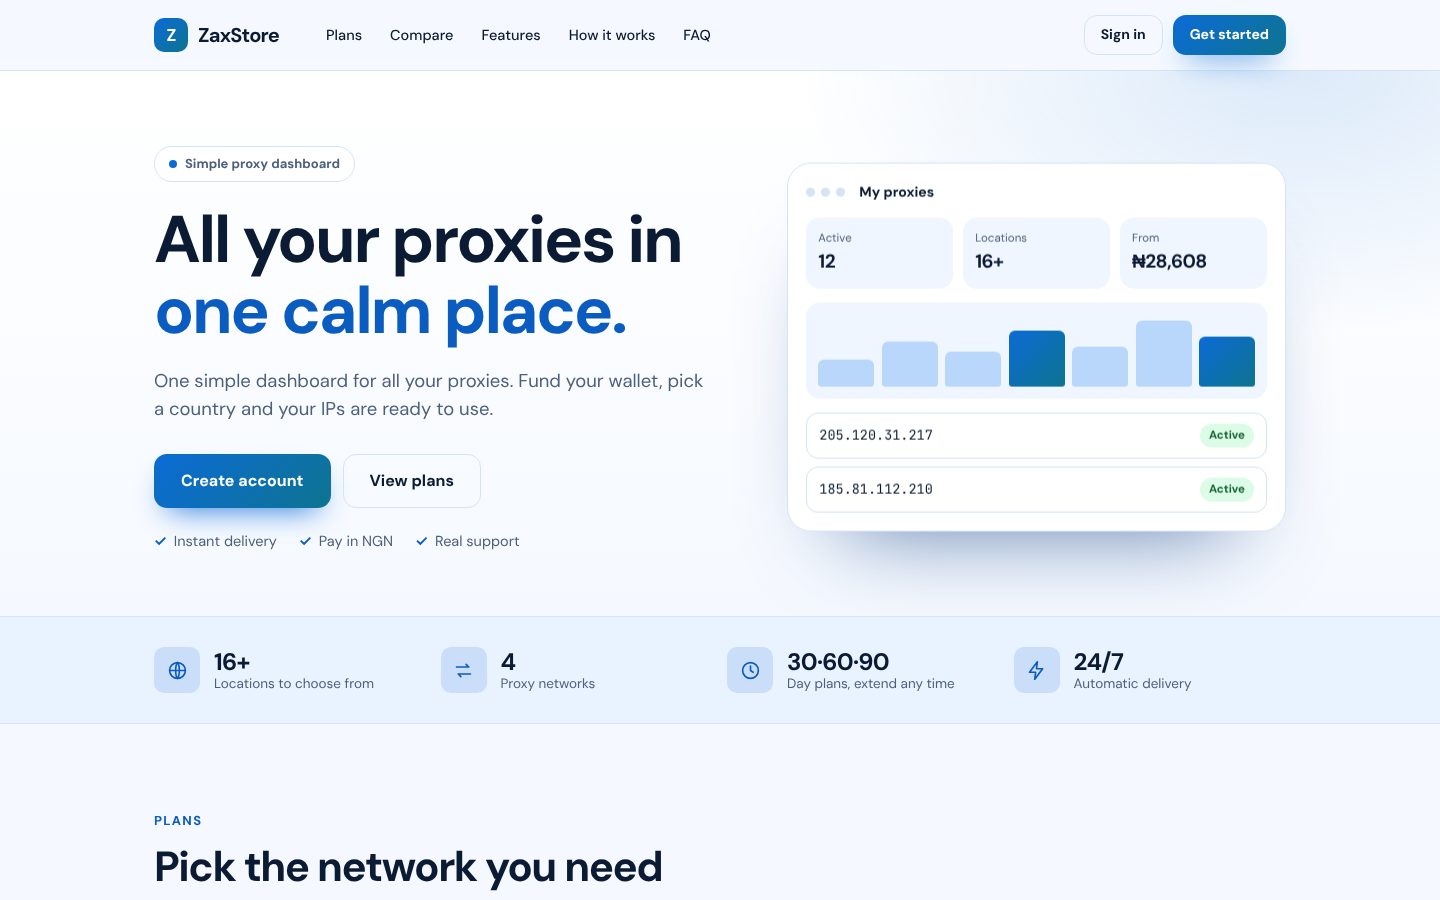 Z ZaxStore Plans Compare Features How it works FAQ Sign in Get started
Simple proxy dashboard
All your proxies in
one calm place.
One simple dashboard for all your proxies. Fund your wallet, pick
a country and your IPs are ready to use.
Create account View plans
Instant delivery Pay in NGN Real support
My proxies
Active Locations From
12 16+ ₦28,608
205.120.31.217 Active
185.81.112.210 Active
16+ 4 30·60·90 24/7
Locations to choose from Proxy networks Day plans, extend any time Automatic delivery
PLANS
Pick the network you need